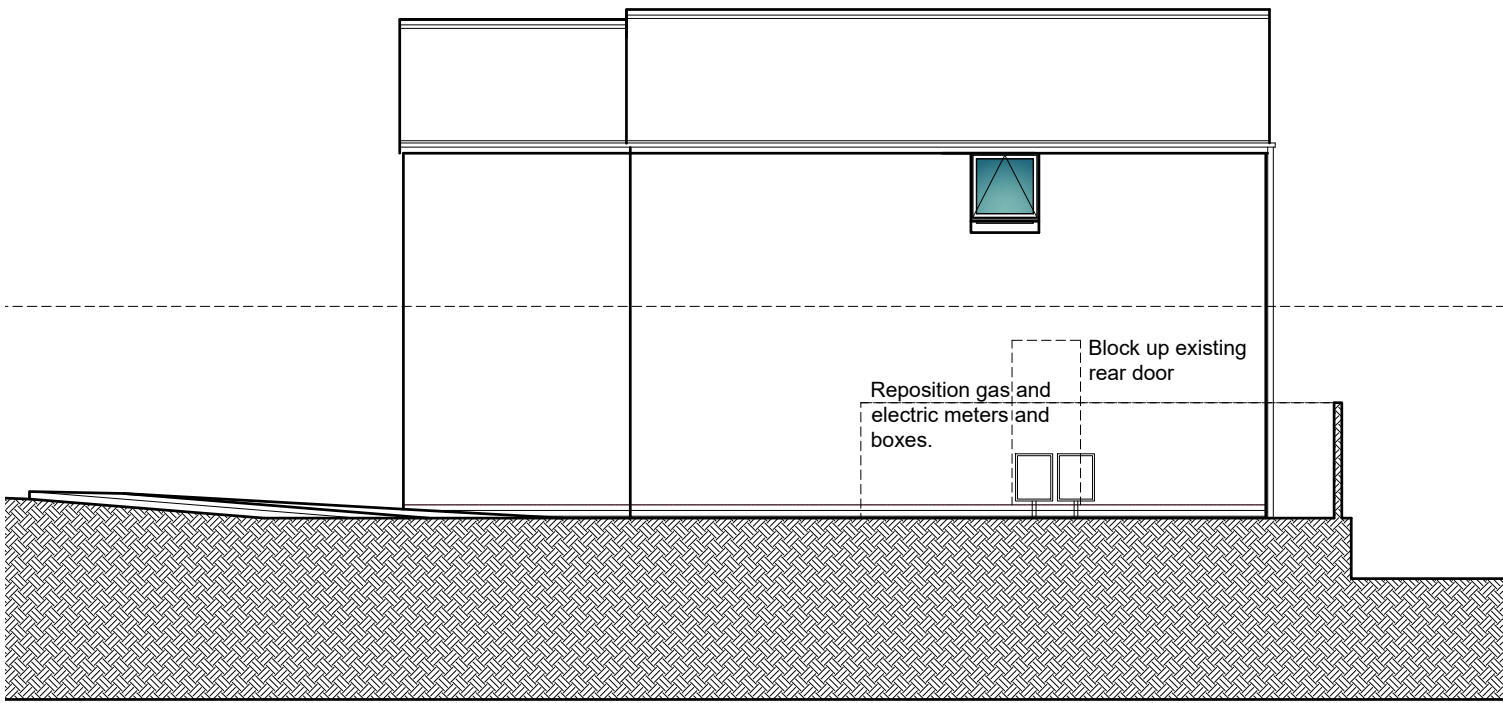 Block up existing
rear door
Reposition gas and
electric meters and
boxes.